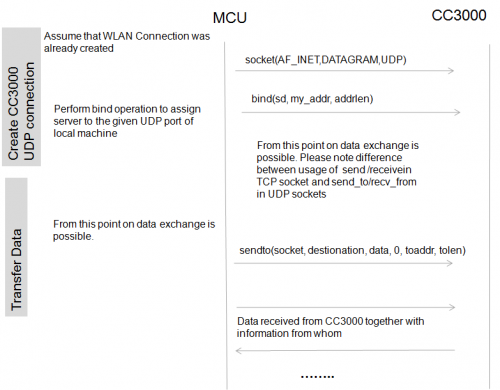 MCU
CC3000
Assume that WLAN Connection was
already created
socket(AF_INET,DATAGRAM,UDP)
Create CC3000
UDP connection
bind(sd, my_addr, addrlen)
Perform bind operation to assign
server to the given UDP port of
local machine
From this point on data exchange is
possible. Please note difference
between usage of send /receivein
TCP socket and send_to/recv_from
in UDP sockets
Transfer Data
From this point on data exchange is
possible.
sendto(socket, destionation, data, 0, toaddr, tolen)
Data received from CC3000 together with
information from whom
........